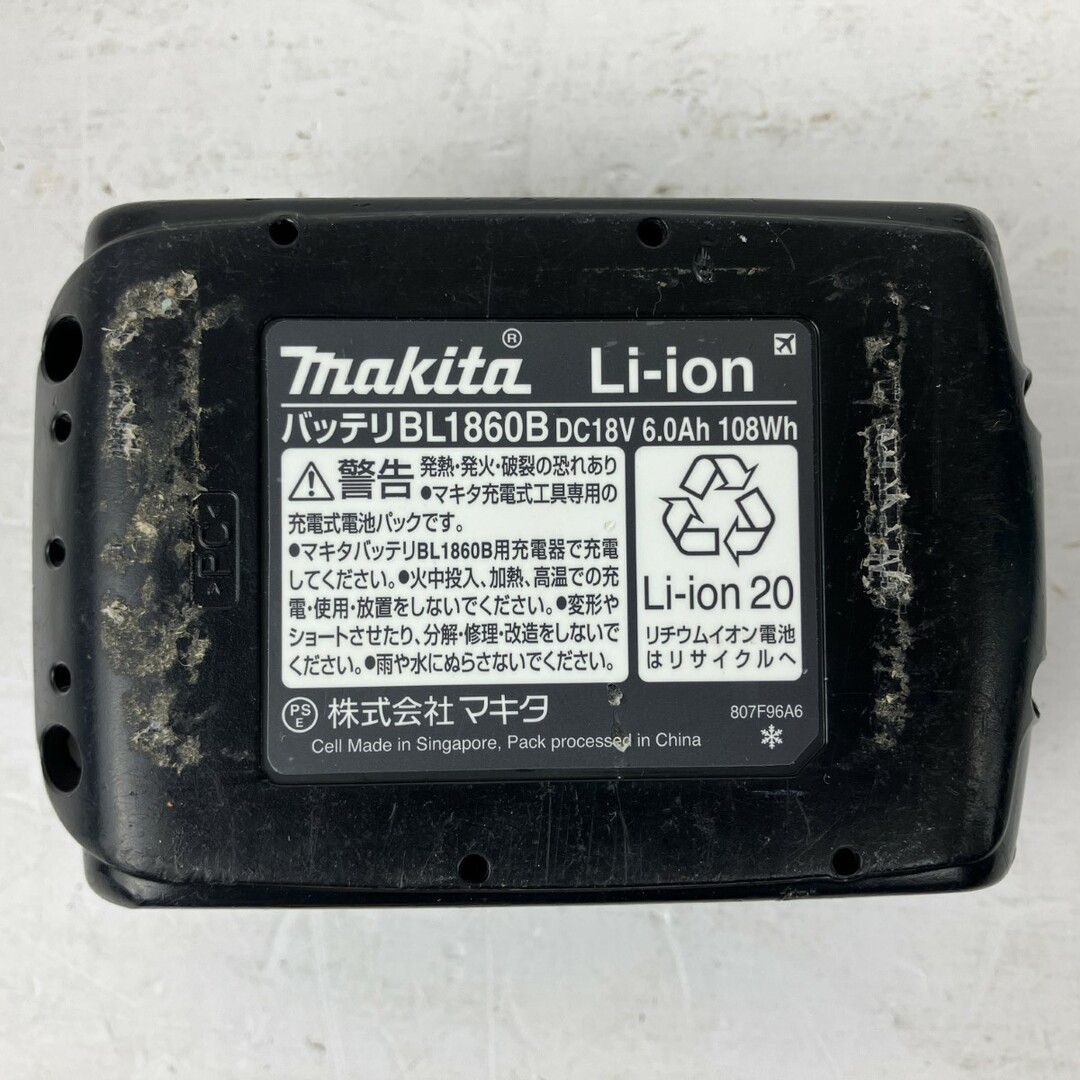 makita® Li-ion
バッテリBL1860B DC18V 6.0Ah 108Wh
警告 発熱・発火・破裂の恐れあり
●マキタ充電式工具専用の
充電式電池パックです。
●マキタバッテリBL1860B用充電器で充電
してください。●火中投入、加熱、高温での充
電・使用・放置をしないでください。●変形や
ショートさせたり、分解・修理・改造をしないで
ください。●雨や水にぬらさないでください。
Li-ion 20
リチウムイオン電池
はリサイクルへ
PSE 株式会社 マキタ
807F96A6
Cell Made in Singapore, Pack processed in China
>PC<